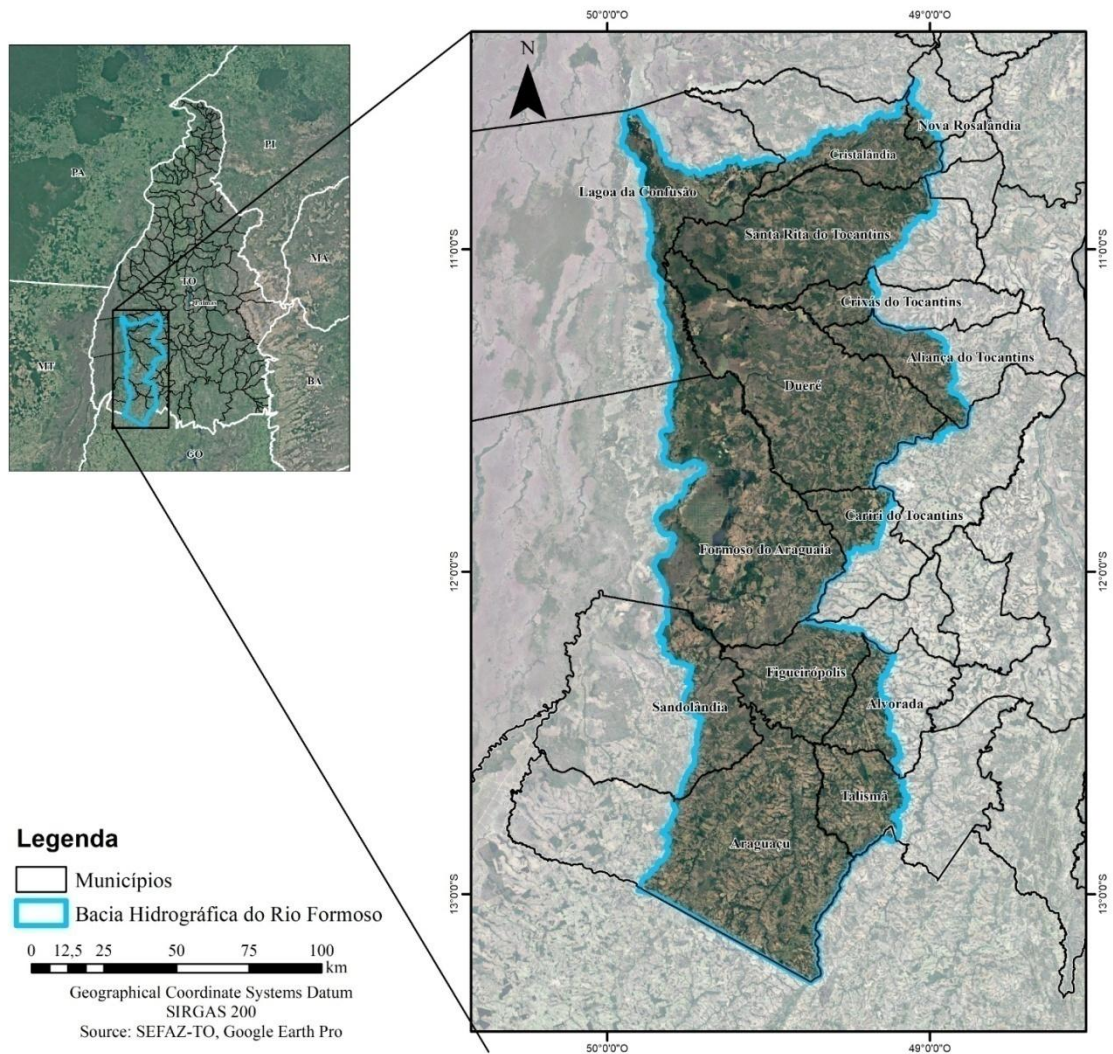 50°0'0"O
49°0'0"O
N
PI
PA
MA
TO
Palmas
MT
BA
GO
Nova Rosalândia
Cristalândia
Lagoa da Confusão
Santa Rita do Tocantins
11°0'0"S
11°0'0"S
Crixás do Tocantins
Aliança do Tocantins
Dueré
Cariri do Tocantins
Formoso do Araguaia
12°0'0"S
12°0'0"S
Figueirópolis
Sandolândia
Alvorada
Talismã
Araguaçu
13°0'0"S
13°0'0"S
Legenda
Municípios
Bacia Hidrográfica do Rio Formoso
0 12,5 25 50 75 100
km
Geographical Coordinate Systems Datum
SIRGAS 200
Source: SEFAZ-TO, Google Earth Pro
50°0'0"O
49°0'0"O